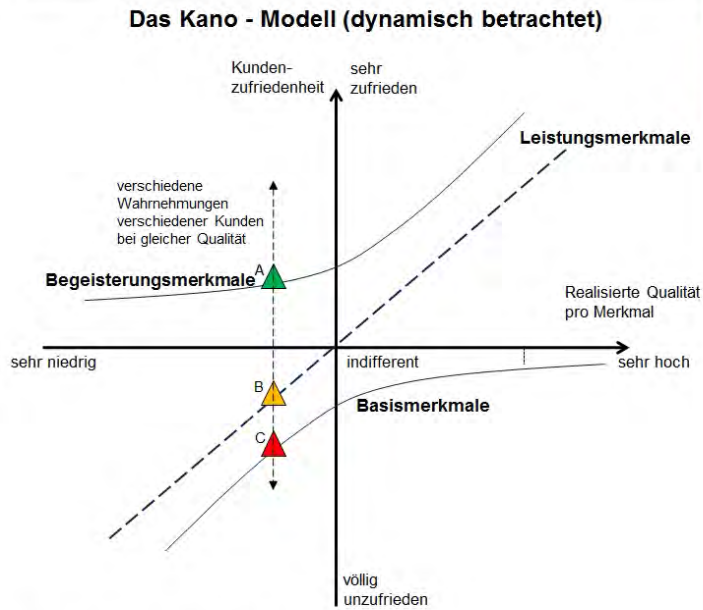 Das Kano - Modell (dynamisch betrachtet)
Kunden-
zufriedenheit
sehr
zufrieden
Leistungsmerkmale
verschiedene
Wahrnehmungen
verschiedener Kunden
bei gleicher Qualität
A
Begeisterungsmerkmale
Realisierte Qualität
pro Merkmal
sehr niedrig
indifferent
sehr hoch
B
Basismerkmale
C
völlig
unzufrieden